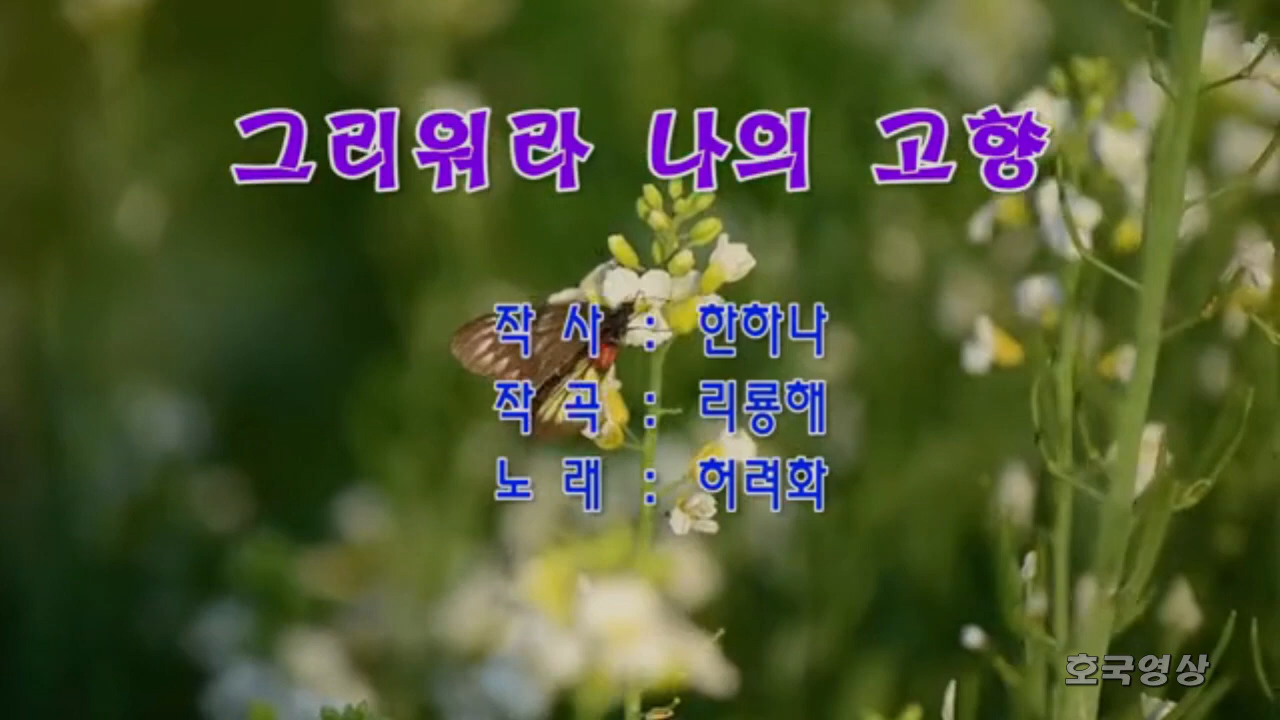 그리워라 나의 고향
작 사 : 한하나
작 곡 : 리룡해
노 래 : 허려화
호국영상